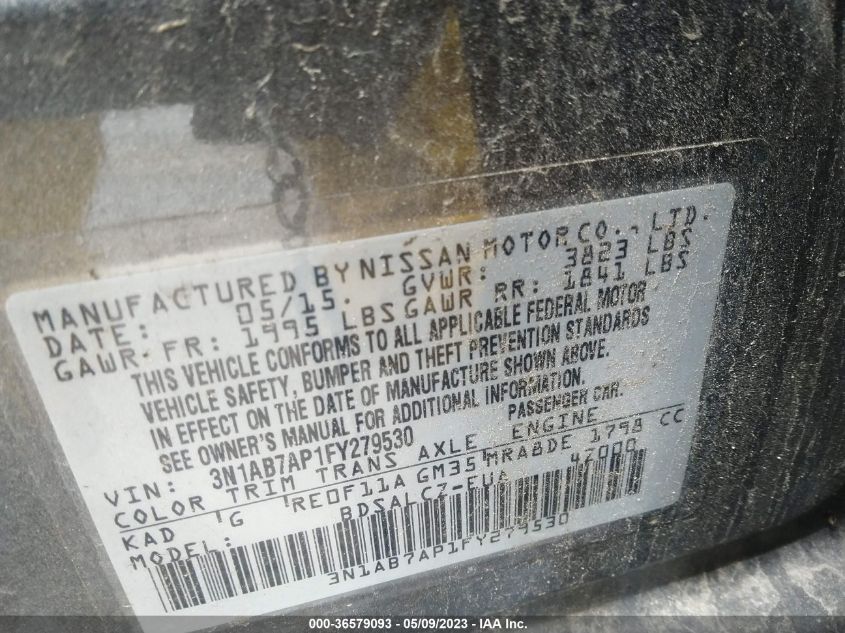 MANUFACTURED BY NISSAN MOTOR CO., LTD.
DATE: 05/15. GVWR: 3823 LBS
GAWR FR: 1995 LBS GAWR RR: 1841 LBS
THIS VEHICLE CONFORMS TO ALL APPLICABLE FEDERAL MOTOR
VEHICLE SAFETY, BUMPER AND THEFT PREVENTION STANDARDS
IN EFFECT ON THE DATE OF MANUFACTURE SHOWN ABOVE.
SEE OWNER'S MANUAL FOR ADDITIONAL INFORMATION.
VIN: 3N1AB7AP1FY279530 PASSENGER CAR.
COLOR TRIM TRANS AXLE ENGINE
KAD G RE0F11A GM35 MRA8DE 1798 CC
MODEL: BDSALCZ-EUA 47000
3N1AB7AP1FY279530
000-36579093 - 05/09/2023 - IAA Inc.